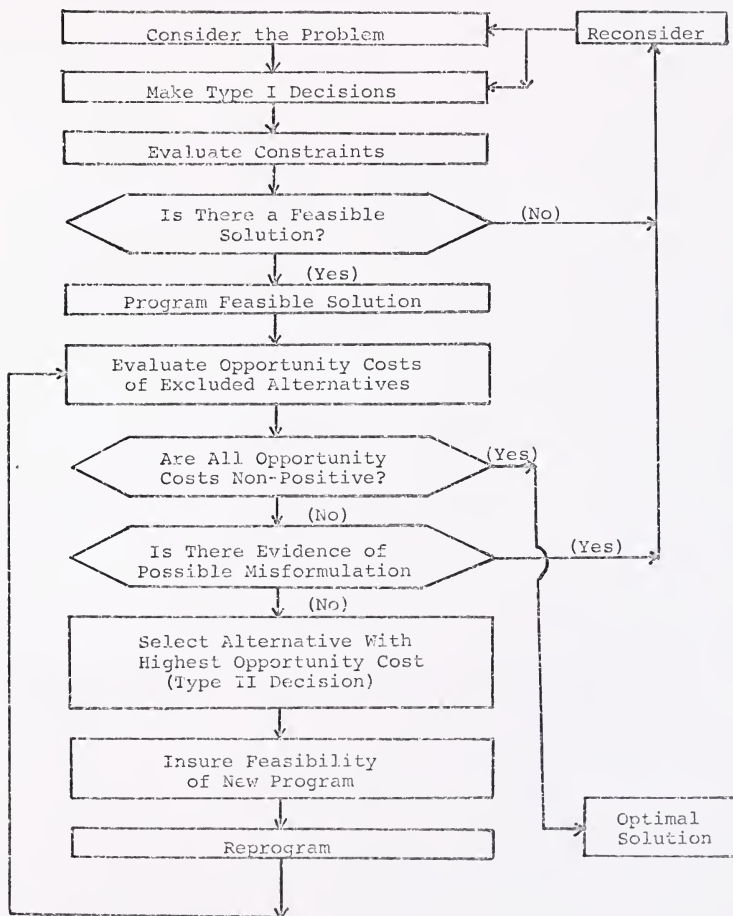 Consider the Problem
Reconsider
Make Type I Decisions
Evaluate Constraints
Is There a Feasible
Solution?
(No)
(Yes)
Program Feasible Solution
Evaluate Opportunity Costs
of Excluded Alternatives
Are All Opportunity
Costs Non-Positive?
(Yes)
(No)
Is There Evidence of
Possible Misformulation
(Yes)
(No)
Select Alternative With
Highest Opportunity Cost
(Type II Decision)
Insure Feasibility
of New Program
Optimal
Solution
Reprogram